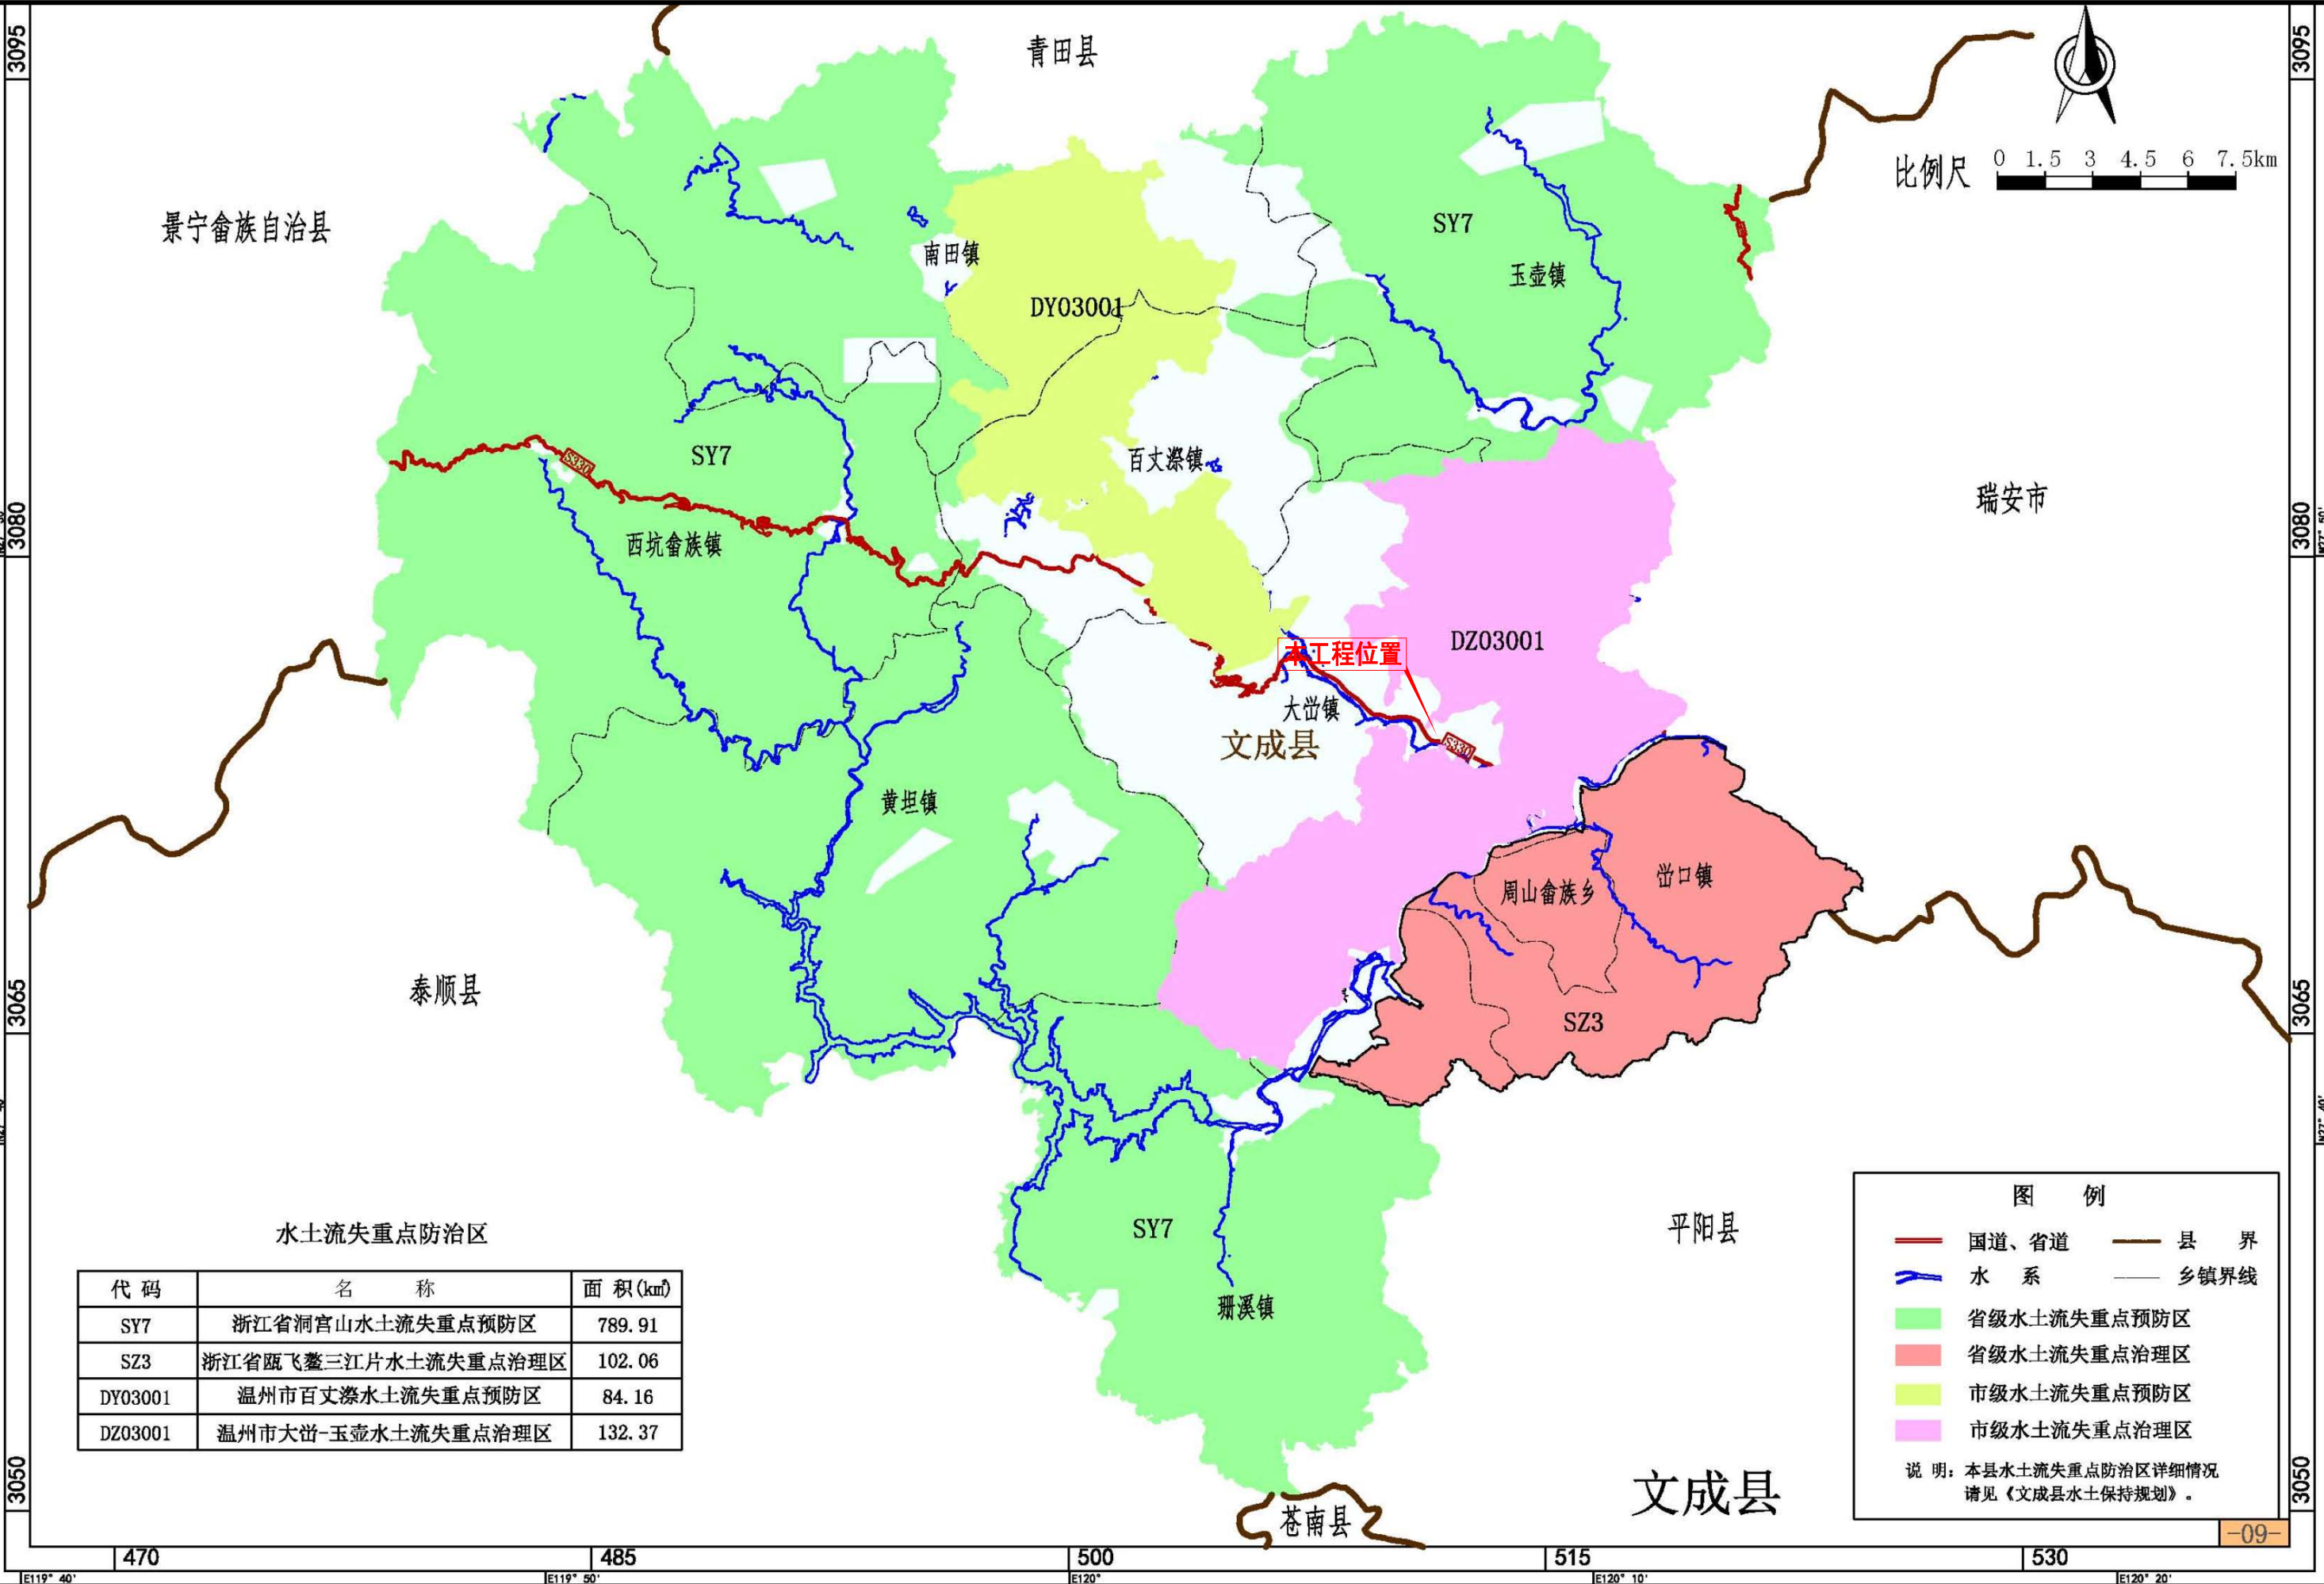 青田县
3095
3095
比例尺
0 1.5 3 4.5 6 7.5km
景宁畲族自治县
SY7
南田镇
玉壶镇
DY03001
SY7
百丈漈镇
瑞安市
S330
3080
3080
西坑畲族镇
DZ03001
本工程位置
大峃镇
文成县
S330
黄坦镇
周山畲族乡
峃口镇
泰顺县
3065
3065
SZ3
SY7
平阳县
珊溪镇
水土流失重点防治区
代 码 名 称 面 积(km²)
SY7 浙江省洞宫山水土流失重点预防区 789.91
SZ3 浙江省瓯飞鳌三江片水土流失重点治理区 102.06
DY03001 温州市百丈漈水土流失重点预防区 84.16
DZ03001 温州市大峃-玉壶水土流失重点治理区 132.37
图 例
国道、省道 县 界
水 系 乡镇界线
省级水土流失重点预防区
省级水土流失重点治理区
市级水土流失重点预防区
市级水土流失重点治理区
说 明：本县水土流失重点防治区详细情况
请见《文成县水土保持规划》。
文成县
3050
3050
苍南县
-09-
470 485 500 515 530
E119° 40' E119° 50' E120° E120° 10' E120° 20'